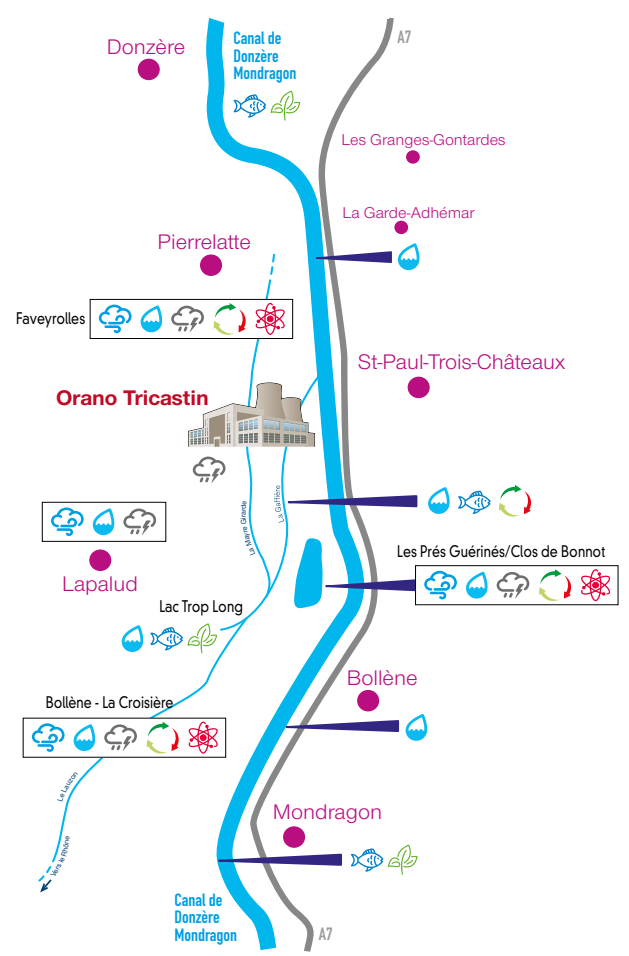 Donzère
Canal de
Donzère
Mondragon
A7
Les Granges-Gontardes
La Garde-Adhémar
Pierrelatte
Faveyrolles
St-Paul-Trois-Châteaux
Orano Tricastin
La Mayre Girarde
La Gaffière
Les Prés Guérinés/Clos de Bonnot
Lapalud
Lac Trop Long
Bollène
Bollène - La Croisière
Le Lauzon
Mondragon
Vers le Rhône
Canal de
Donzère
Mondragon
A7